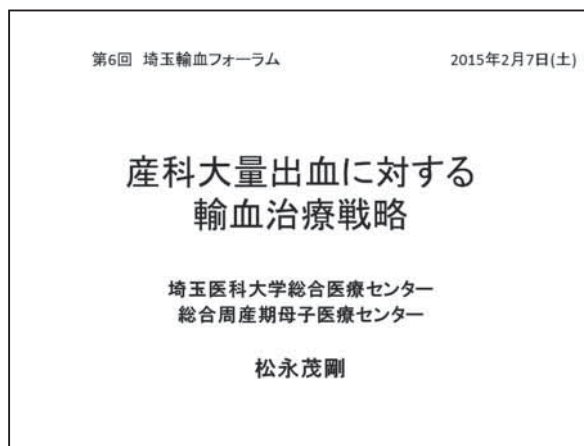 第6回 埼玉輸血フォーラム 2015年2月7日(土)
産科大量出血に対する
輸血治療戦略
埼玉医科大学総合医療センター
総合周産期母子医療センター
松永茂剛